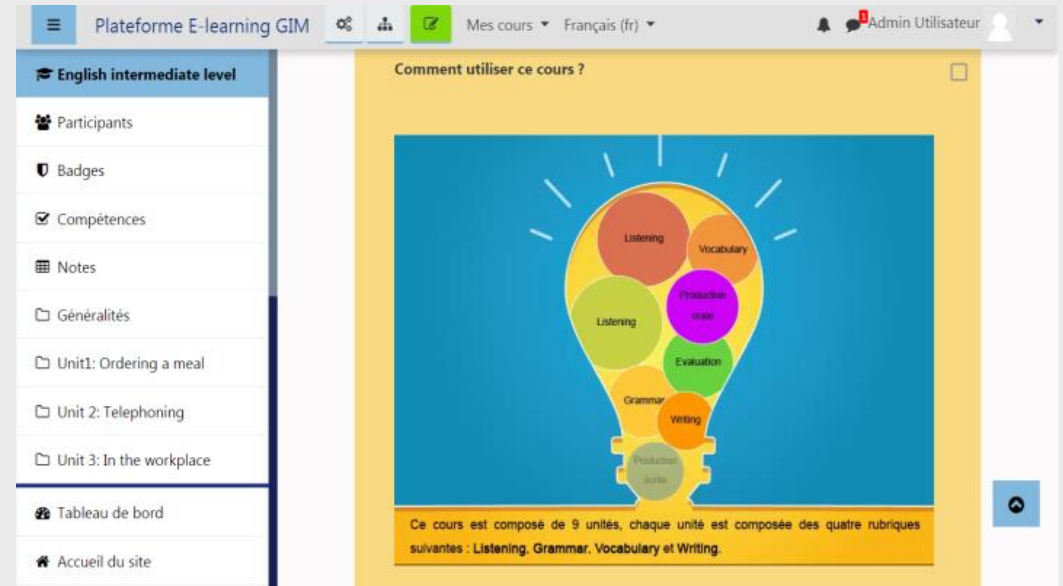 Plateforme E-learning GIM
Mes cours
Français (fr)
1
Admin Utilisateur
English intermediate level
Participants
Badges
Compétences
Notes
Généralités
Unit1: Ordering a meal
Unit 2: Telephoning
Unit 3: In the workplace
Tableau de bord
Accueil du site
Comment utiliser ce cours ?
Listening
Vocabulary
Production
orale
Listening
Evaluation
Grammar
Writing
Production
écrite
Ce cours est composé de 9 unités, chaque unité est composée des quatre rubriques
suivantes : Listening, Grammar, Vocabulary et Writing.